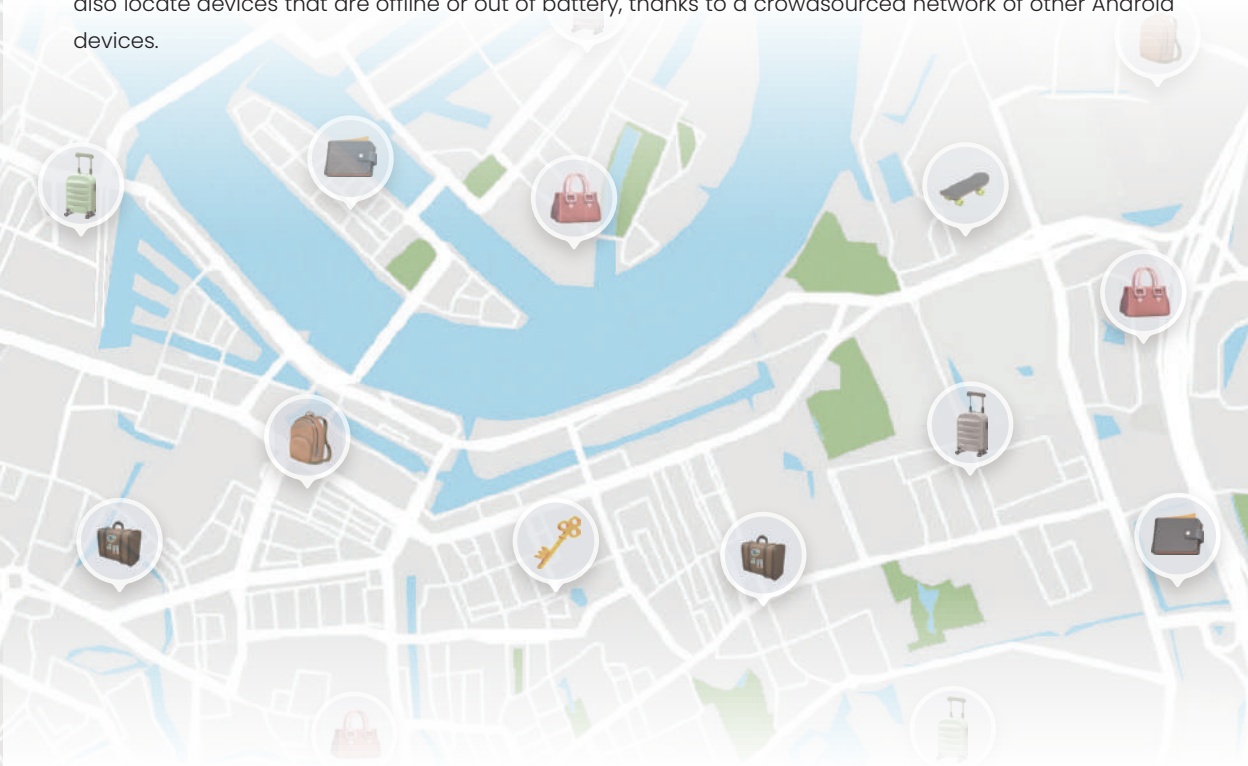 also locate devices that are offline or out of battery, thanks to a crowdsourced network of other Android
devices.